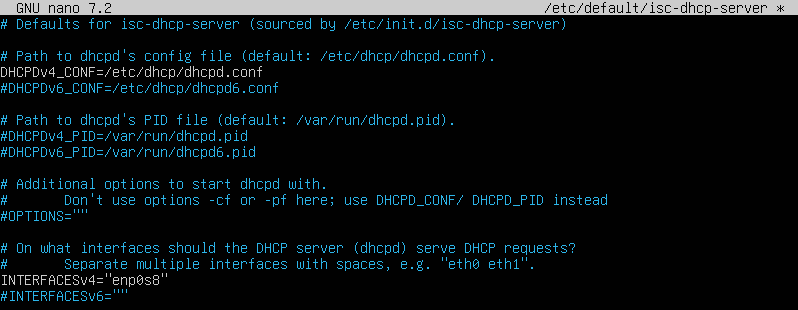 GNU nano 7.2 /etc/default/isc-dhcp-server *
# Defaults for isc-dhcp-server (sourced by /etc/init.d/isc-dhcp-server)
# Path to dhcpd's config file (default: /etc/dhcp/dhcpd.conf).
DHCPDv4_CONF=/etc/dhcp/dhcpd.conf
#DHCPDv6_CONF=/etc/dhcp/dhcpd6.conf
# Path to dhcpd's PID file (default: /var/run/dhcpd.pid).
#DHCPDv4_PID=/var/run/dhcpd.pid
#DHCPDv6_PID=/var/run/dhcpd6.pid
# Additional options to start dhcpd with.
#       Don't use options -cf or -pf here; use DHCPD_CONF/ DHCPD_PID instead
#OPTIONS=""
# On what interfaces should the DHCP server (dhcpd) serve DHCP requests?
#       Separate multiple interfaces with spaces, e.g. "eth0 eth1".
INTERFACESv4="enp0s8"
#INTERFACESv6=""